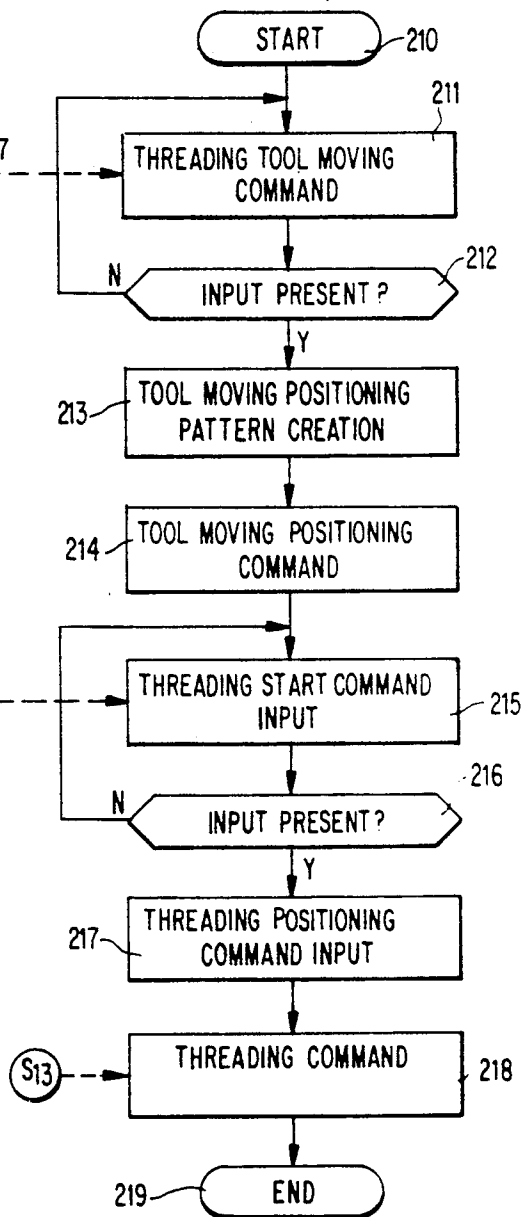 START
210
211
7
THREADING TOOL MOVING
COMMAND
212
N
INPUT PRESENT?
Y
213
TOOL MOVING POSITIONING
PATTERN CREATION
214
TOOL MOVING POSITIONING
COMMAND
THREADING START COMMAND
INPUT
215
216
N
INPUT PRESENT?
Y
217
THREADING POSITIONING
COMMAND INPUT
S13
THREADING COMMAND
218
219
END